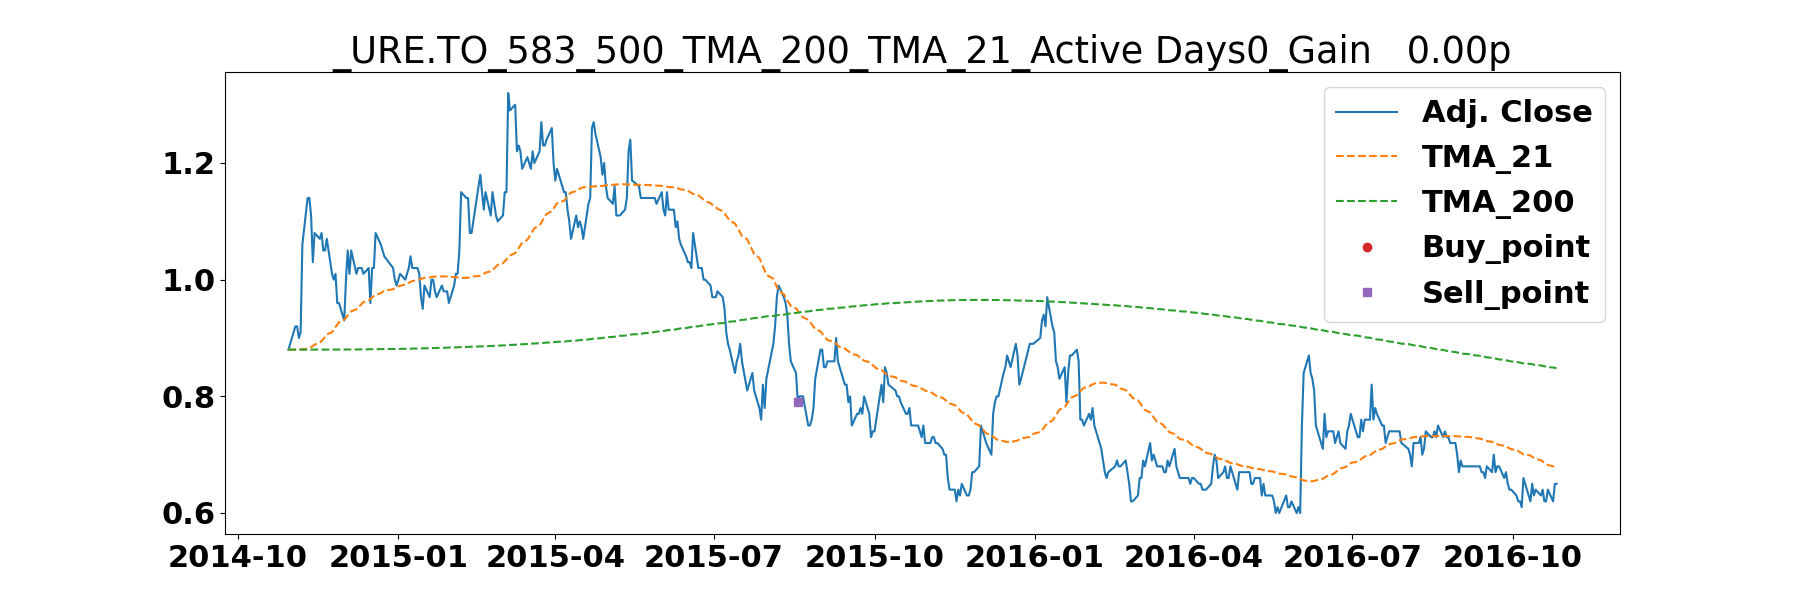 _URE.TO_583_500_TMA_200_TMA_21_Active Days0_Gain   0.00p
Adj. Close
TMA_21
TMA_200
Buy_point
Sell_point
1.2
1.0
0.8
0.6
2014-10 2015-01 2015-04 2015-07 2015-10 2016-01 2016-04 2016-07 2016-10